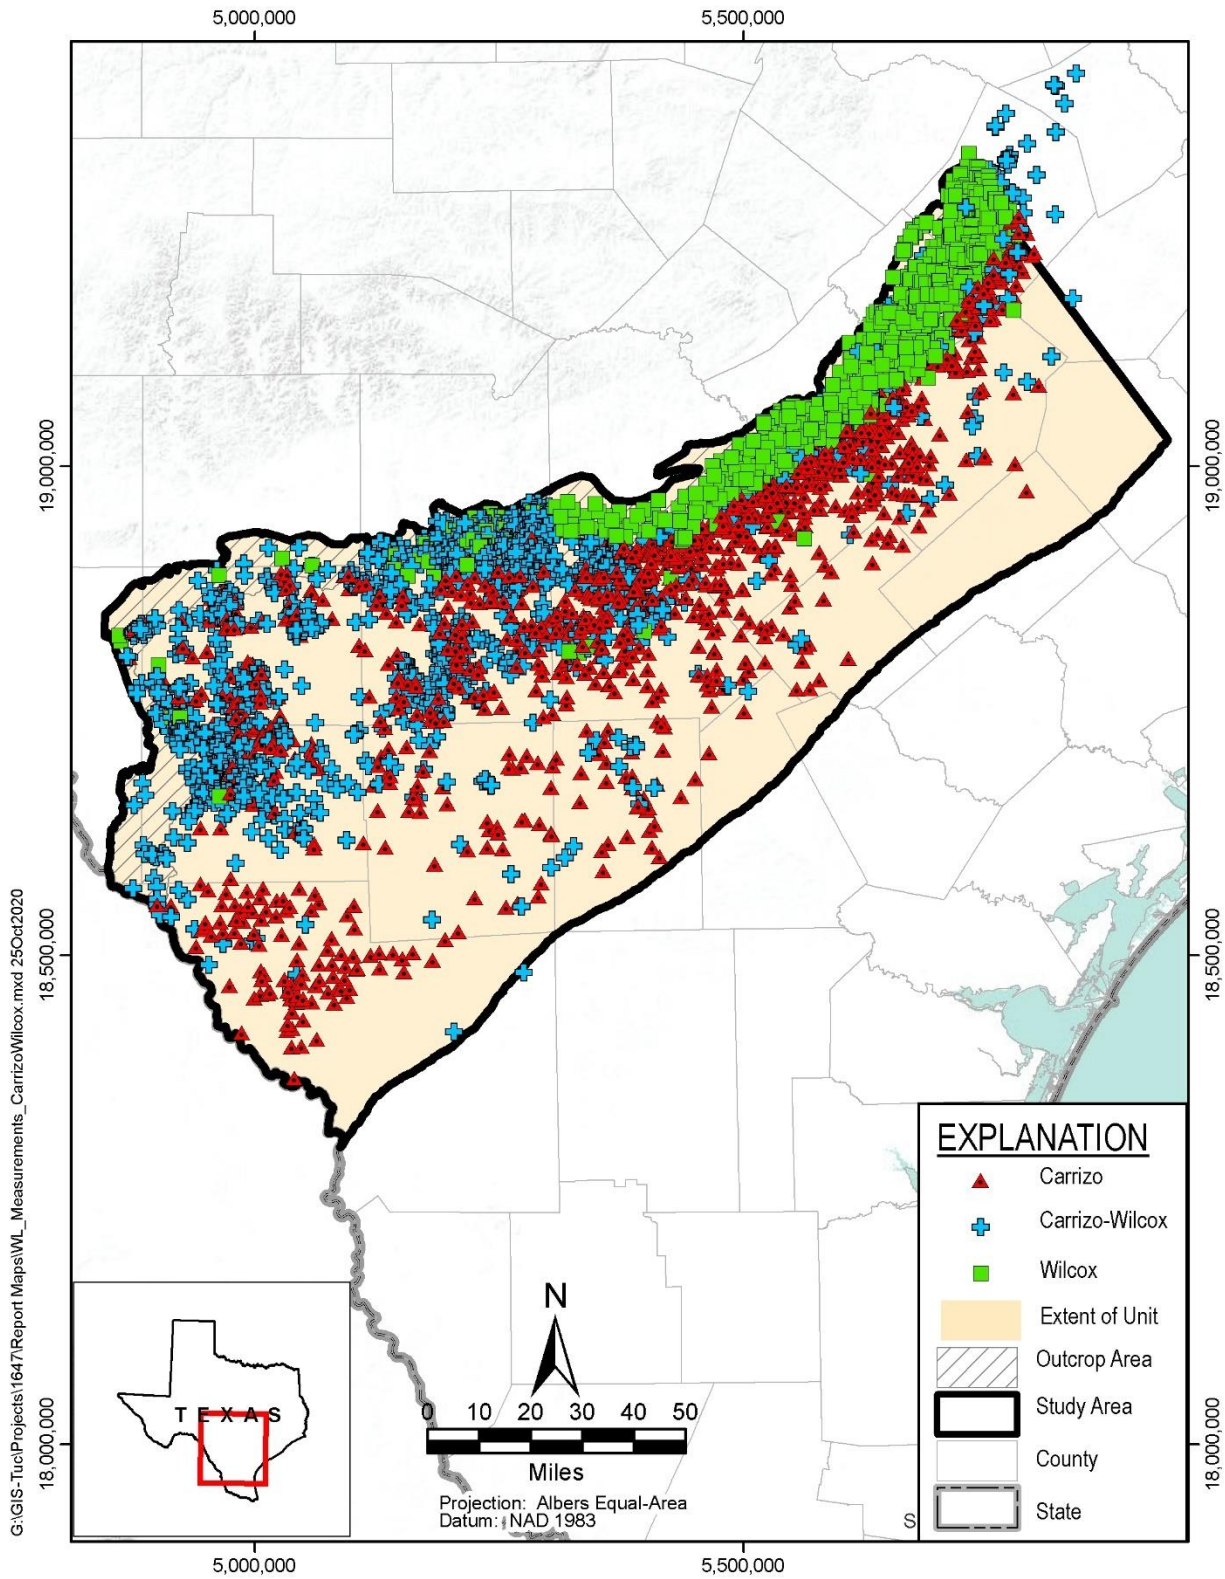 5,000,000 5,500,000
19,000,000 19,000,000
18,500,000 18,500,000
18,000,000 18,000,000
G:\GIS-Tuc\Projects\1647\Report Maps\WL_Measurements_CarrizoWilcox.mxd 25Oct2020
EXPLANATION
Carrizo
Carrizo-Wilcox
Wilcox
Extent of Unit
Outcrop Area
Study Area
County
State
TEXAS
N
0 10 20 30 40 50
Miles
Projection: Albers Equal-Area
Datum: NAD 1983
S
5,000,000 5,500,000